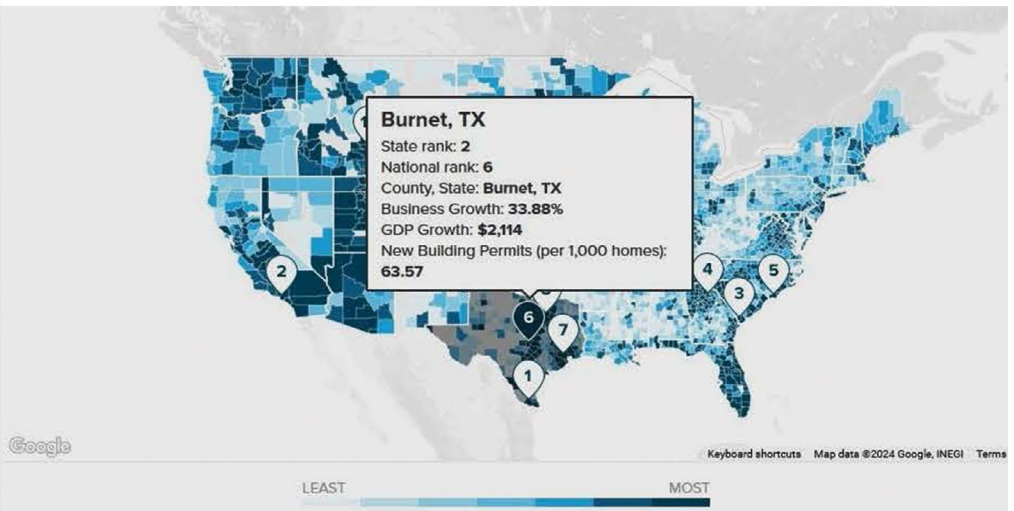 Burnet, TX
State rank: 2
National rank: 6
County, State: Burnet, TX
Business Growth: 33.88%
GDP Growth: $2,114
New Building Permits (per 1,000 homes):
63.57
2
4
5
3
6
7
1
Google
Keyboard shortcuts Map data ©2024 Google, INEGI Terms
LEAST MOST